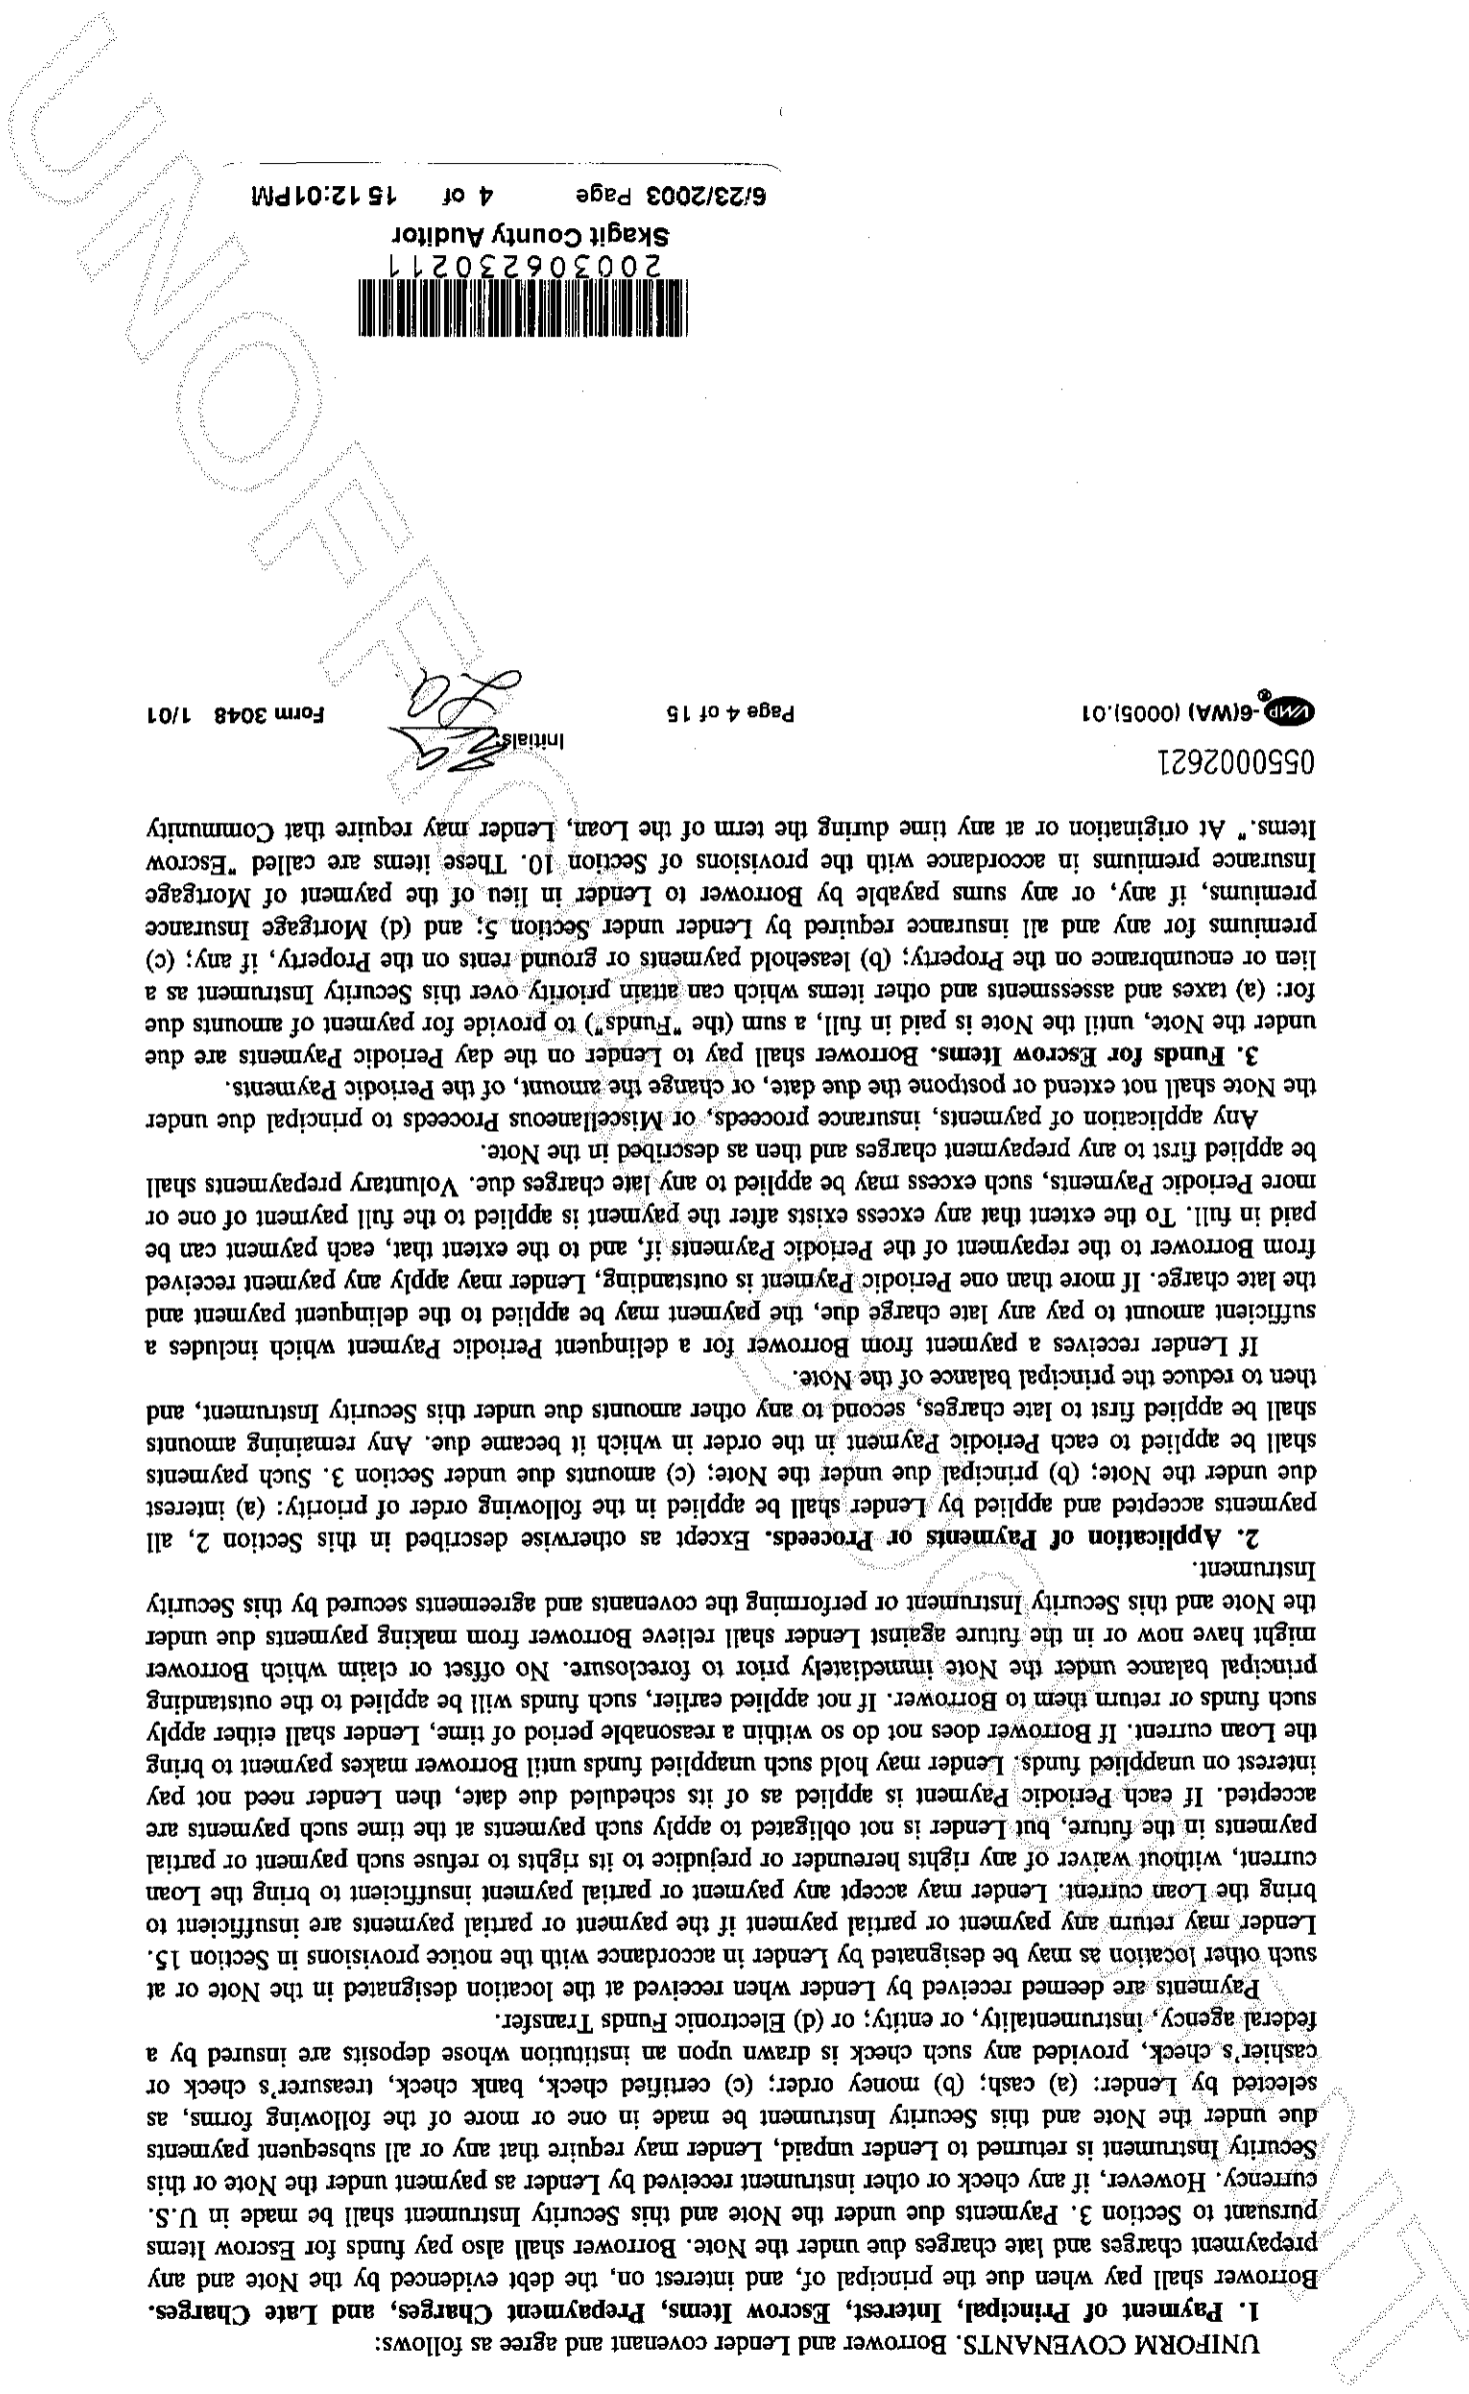 UNIFORM COVENANTS. Borrower and Lender covenant and agree as follows:
1. Payment of Principal, Interest, Escrow Items, Prepayment Charges, and Late Charges.
Borrower shall pay when due the principal of, and interest on, the debt evidenced by the Note and any
prepayment charges and late charges due under the Note. Borrower shall also pay funds for Escrow Items
pursuant to Section 3. Payments due under the Note and this Security Instrument shall be made in U.S.
currency. However, if any check or other instrument received by Lender as payment under the Note or this
Security Instrument is returned to Lender unpaid, Lender may require that any or all subsequent payments
due under the Note and this Security Instrument be made in one or more of the following forms, as
selected by Lender: (a) cash; (b) money order; (c) certified check, bank check, treasurer's check or
cashier's check, provided any such check is drawn upon an institution whose deposits are insured by a
federal agency, instrumentality, or entity; or (d) Electronic Funds Transfer.
Payments are deemed received by Lender when received at the location designated in the Note or at
such other location as may be designated by Lender in accordance with the notice provisions in Section 15.
Lender may return any payment or partial payment if the payment or partial payments are insufficient to
bring the Loan current. Lender may accept any payment or partial payment insufficient to bring the Loan
current, without waiver of any rights hereunder or prejudice to its rights to refuse such payment or partial
payments in the future, but Lender is not obligated to apply such payments at the time such payments are
accepted. If each Periodic Payment is applied as of its scheduled due date, then Lender need not pay
interest on unapplied funds. Lender may hold such unapplied funds until Borrower makes payment to bring
the Loan current. If Borrower does not do so within a reasonable period of time, Lender shall either apply
such funds or return them to Borrower. If not applied earlier, such funds will be applied to the outstanding
principal balance under the Note immediately prior to foreclosure. No offset or claim which Borrower
might have now or in the future against Lender shall relieve Borrower from making payments due under
the Note and this Security Instrument or performing the covenants and agreements secured by this Security
Instrument.
2. Application of Payments or Proceeds. Except as otherwise described in this Section 2, all
payments accepted and applied by Lender shall be applied in the following order of priority: (a) interest
due under the Note; (b) principal due under the Note; (c) amounts due under Section 3. Such payments
shall be applied to each Periodic Payment in the order in which it became due. Any remaining amounts
shall be applied first to late charges, second to any other amounts due under this Security Instrument, and
then to reduce the principal balance of the Note.
If Lender receives a payment from Borrower for a delinquent Periodic Payment which includes a
sufficient amount to pay any late charge due, the payment may be applied to the delinquent payment and
the late charge. If more than one Periodic Payment is outstanding, Lender may apply any payment received
from Borrower to the repayment of the Periodic Payments if, and to the extent that, each payment can be
paid in full. To the extent that any excess exists after the payment is applied to the full payment of one or
more Periodic Payments, such excess may be applied to any late charges due. Voluntary prepayments shall
be applied first to any prepayment charges and then as described in the Note.
Any application of payments, insurance proceeds, or Miscellaneous Proceeds to principal due under
the Note shall not extend or postpone the due date, or change the amount, of the Periodic Payments.
3. Funds for Escrow Items. Borrower shall pay to Lender on the day Periodic Payments are due
under the Note, until the Note is paid in full, a sum (the "Funds") to provide for payment of amounts due
for: (a) taxes and assessments and other items which can attain priority over this Security Instrument as a
lien or encumbrance on the Property; (b) leasehold payments or ground rents on the Property, if any; (c)
premiums for any and all insurance required by Lender under Section 5; and (d) Mortgage Insurance
premiums, if any, or any sums payable by Borrower to Lender in lieu of the payment of Mortgage
Insurance premiums in accordance with the provisions of Section 10. These items are called "Escrow
Items." At origination or at any time during the term of the Loan, Lender may require that Community
0550002621
Initials:
VMP®-6(WA) (0005).01 Page 4 of 15 Form 3048 1/01
200306230211
Skagit County Auditor
6/23/2003 Page 4 of 15 12:01PM
UNOFFICIAL DOCUMENT